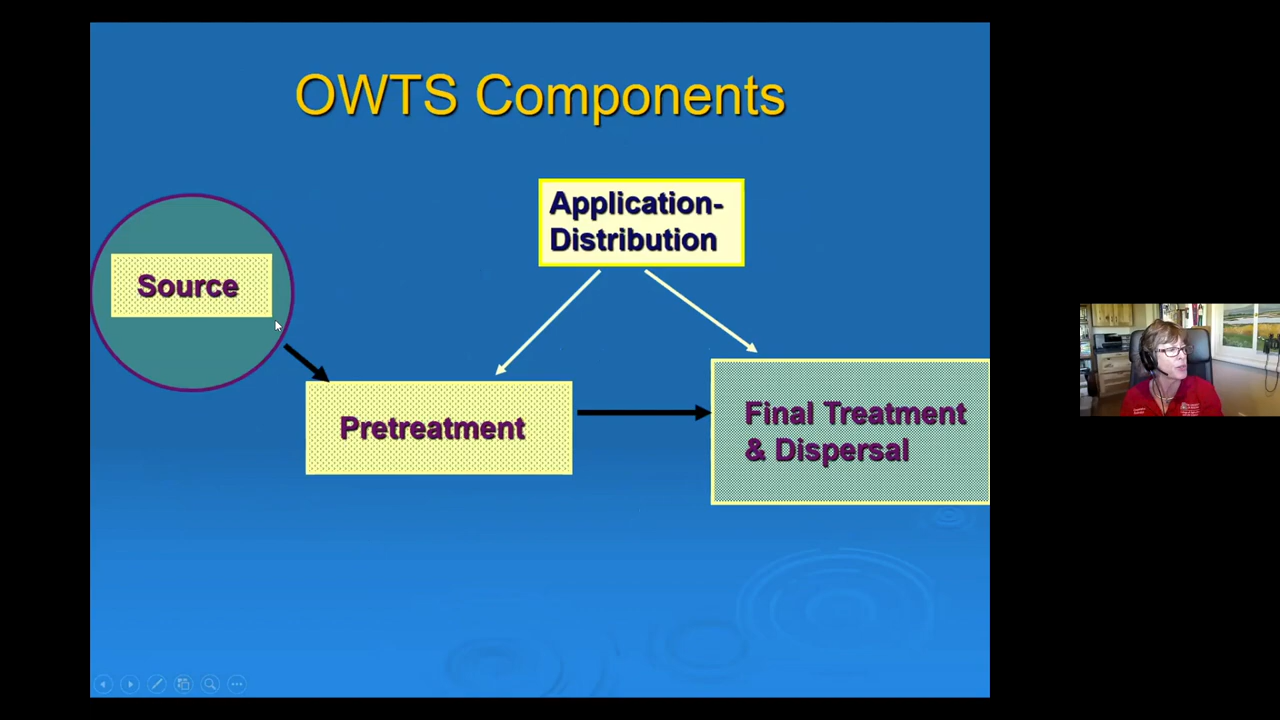 OWTS Components
Application-
Distribution
Source
Pretreatment
Final Treatment
& Dispersal